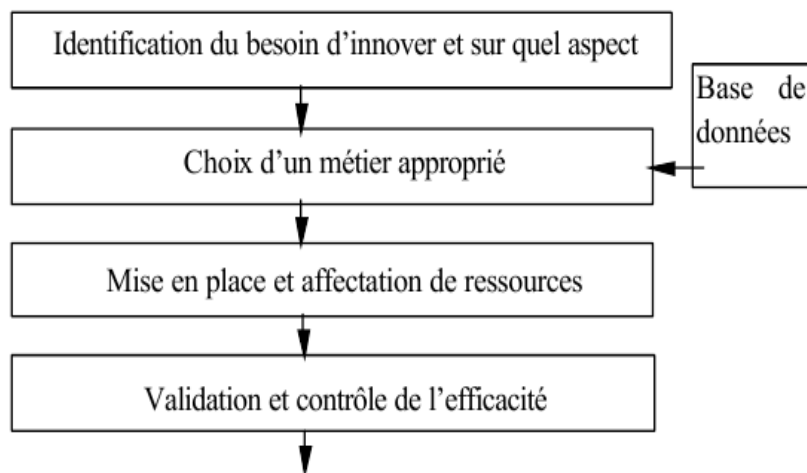 Identification du besoin d'innover et sur quel aspect
Base de
données
Choix d'un métier approprié
Mise en place et affectation de ressources
Validation et contrôle de l'efficacité